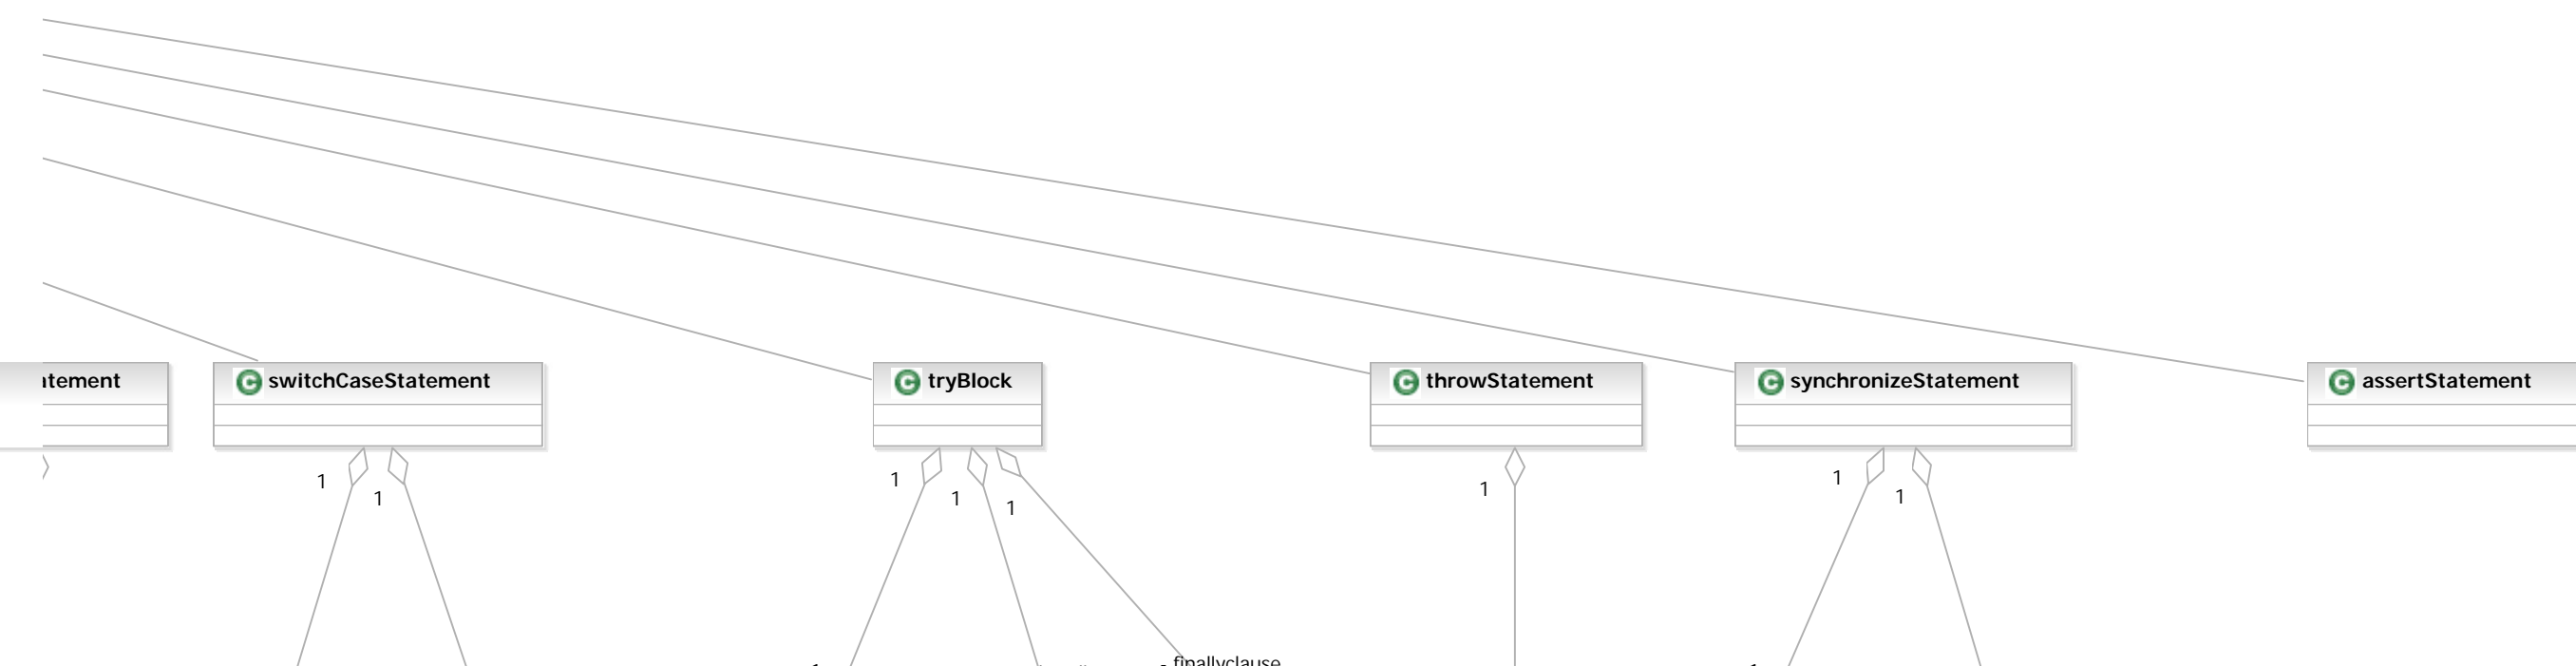 tement
C switchCaseStatement
C tryBlock
C throwStatement
C synchronizeStatement
C assertStatement
1
1
1
1
1
1
1
1
finallyclause